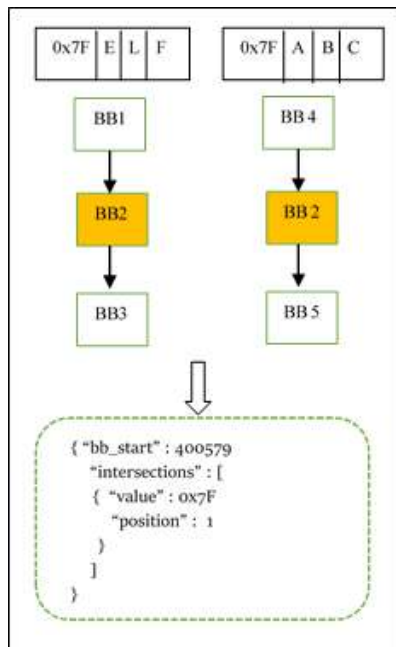 0x7F E L F
0x7F A B C
BB1
BB 4
BB2
BB 2
BB3
BB 5
{ “bb_start” : 400579
“intersections” : [
{ “value” : 0x7F
“position” : 1
}
]
}